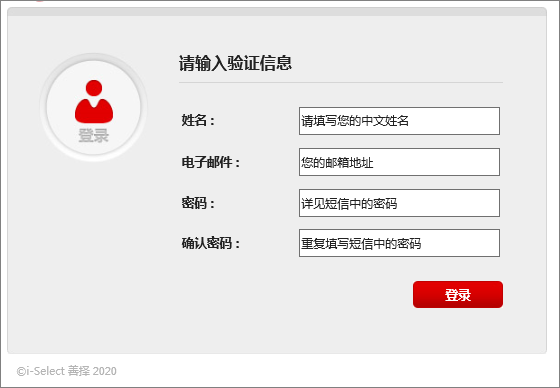 请输入验证信息
登录
姓名：
请填写您的中文姓名
电子邮件：
您的邮箱地址
密码：
详见短信中的密码
确认密码：
重复填写短信中的密码
登录
©i-Select 善择 2020